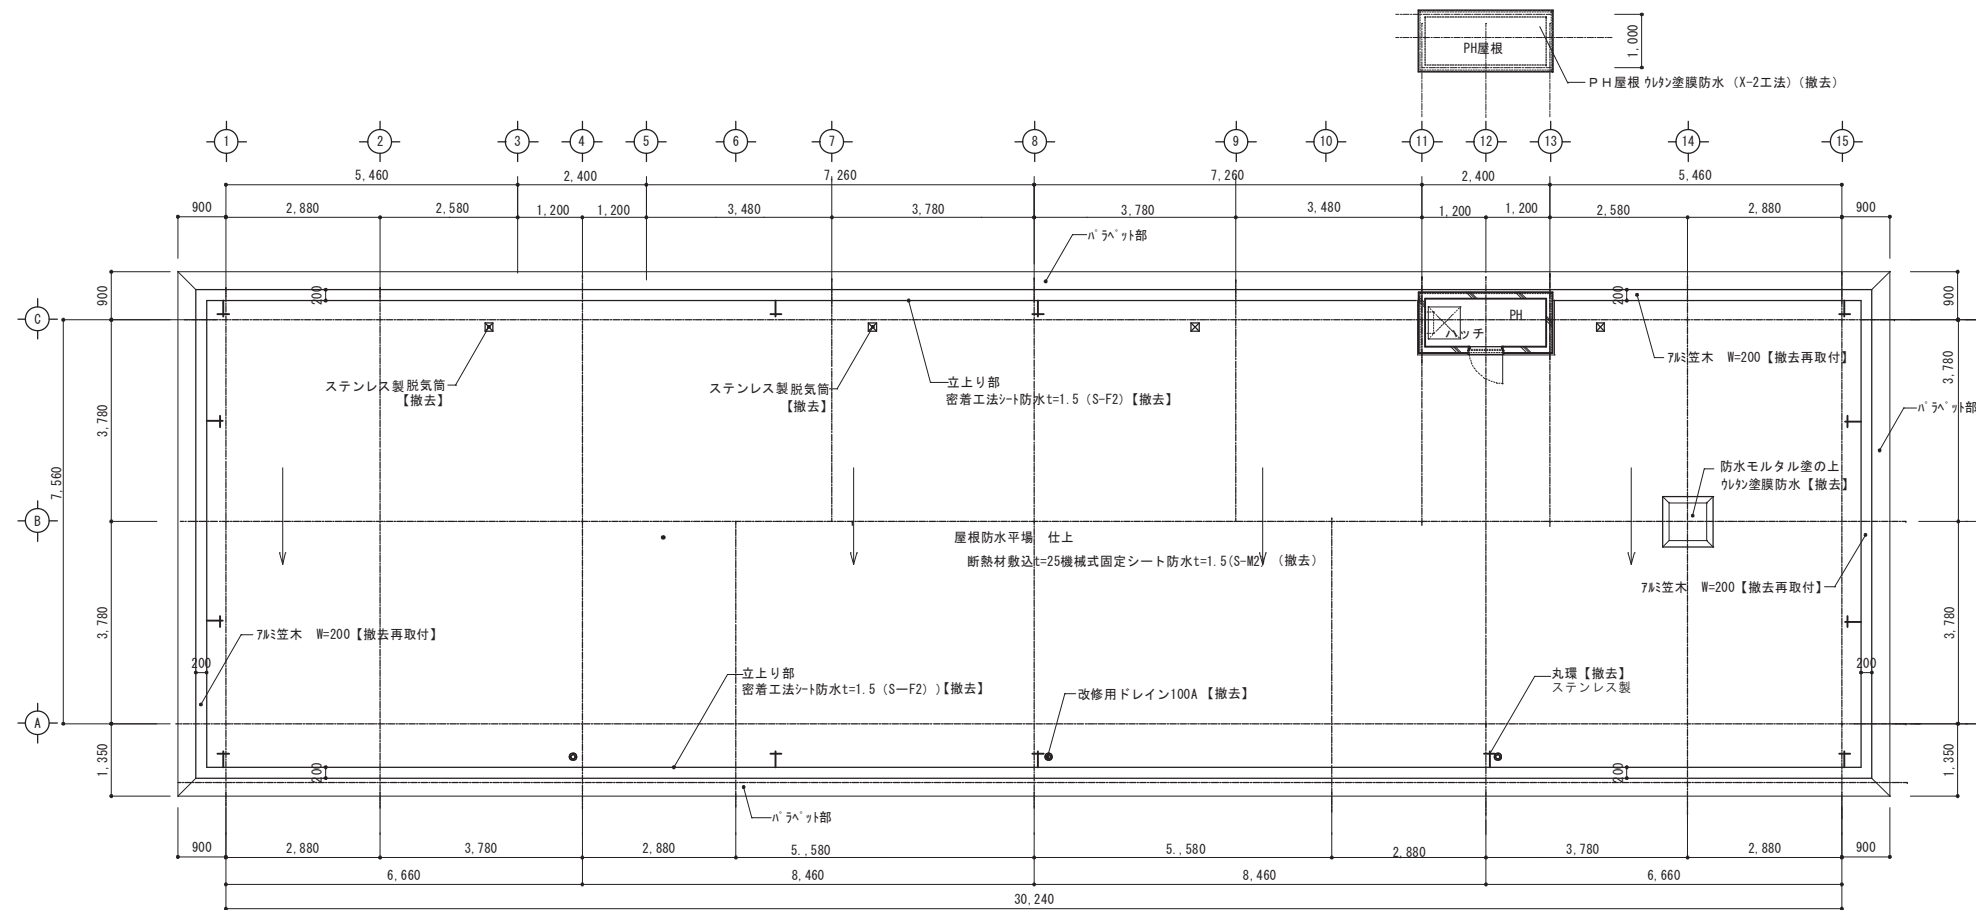 PH屋根
1,000
PH屋根 ウレタン塗膜防水（X-2工法）(撤去)
1
2
3
4
5
6
7
8
9
10
11
12
13
14
15
5,460
2,400
7,260
7,260
2,400
5,460
900
2,880
2,580
1,200
1,200
3,480
3,780
3,780
3,480
1,200
1,200
2,580
2,880
900
パラペット部
900
200
200
900
C
PH
ハッチ
アルミ笠木 W=200【撤去再取付】
ステンレス製脱気筒
【撤去】
ステンレス製脱気筒
【撤去】
立上り部
密着工法シート防水t=1.5（S-F2）【撤去】
3,780
3,780
パラペット部
7,560
防水モルタル塗の上
ウレタン塗膜防水【撤去】
B
屋根防水平場 仕上
断熱材敷込t=25機械式固定シート防水t=1.5(S-M2)（撤去）
アルミ笠木 W=200【撤去再取付】
3,780
3,780
アルミ笠木 W=200【撤去再取付】
200
200
立上り部
密着工法シート防水t=1.5（S—F2）)【撤去】
改修用ドレイン100A【撤去】
丸環【撤去】
ステンレス製
A
1,350
200
200
1,350
パラペット部
900
2,880
3,780
2,880
5.,580
5.,580
2,880
3,780
2,880
900
6,660
8,460
8,460
6,660
30,240